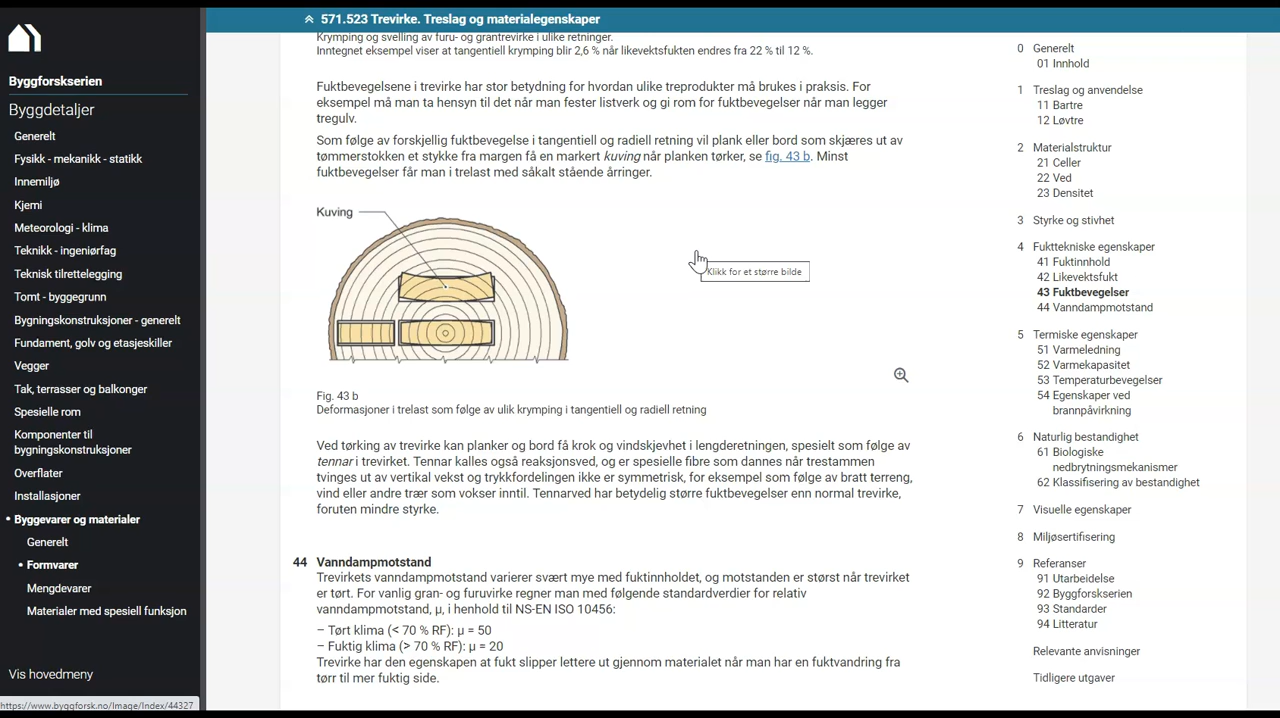 571.523 Trevirke. Treslag og materialegenskaper
Byggforskserien
Byggdetaljer
Generelt
Fysikk - mekanikk - statikk
Innemiljø
Kjemi
Meteorologi - klima
Teknikk - ingeniørfag
Teknisk tilrettelegging
Tomt - byggegrunn
Bygningskonstruksjoner - generelt
Fundament, golv og etasjeskiller
Vegger
Tak, terrasser og balkonger
Spesielle rom
Komponenter til
bygningskonstruksjoner
Overflater
Installasjoner
Byggevarer og materialer
Generelt
Formvarer
Mengdevarer
Materialer med spesiell funksjon
Vis hovedmeny
https://www.byggforsk.no/Image/Index/44327
Krymping og svelling av furu- og grantrevirke i ulike retninger.
Inntegnet eksempel viser at tangentiell krymping blir 2,6 % når likevektsfukten endres fra 22 % til 12 %.
Fuktbevegelsene i trevirke har stor betydning for hvordan ulike treprodukter må brukes i praksis. For
eksempel må man ta hensyn til det når man fester listverk og gi rom for fuktbevegelser når man legger
tregulv.
Som følge av forskjellig fuktbevegelse i tangentiell og radiell retning vil plank eller bord som skjæres ut av
tømmerstokken et stykke fra margen få en markert kuving når planken tørker, se fig. 43 b. Minst
fuktbevegelser får man i trelast med såkalt stående årringer.
Kuving
Klikk for et større bilde
Fig. 43 b
Deformasjoner i trelast som følge av ulik krymping i tangentiell og radiell retning
Ved tørking av trevirke kan planker og bord få krok og vindskjevhet i lengderetningen, spesielt som følge av
tennar i trevirket. Tennar kalles også reaksjonsved, og er spesielle fibre som dannes når trestammen
tvinges ut av vertikal vekst og trykkfordelingen ikke er symmetrisk, for eksempel som følge av bratt terreng,
vind eller andre trær som vokser inntil. Tennarved har betydelig større fuktbevegelser enn normal trevirke,
foruten mindre styrke.
44 Vanndampmotstand
Trevirkets vanndampmotstand varierer svært mye med fuktinnholdet, og motstanden er størst når trevirket
er tørt. For vanlig gran- og furuvirke regner man med følgende standardverdier for relativ
vanndampmotstand, μ, i henhold til NS-EN ISO 10456:
– Tørt klima (< 70 % RF): μ = 50
– Fuktig klima (> 70 % RF): μ = 20
Trevirke har den egenskapen at fukt slipper lettere ut gjennom materialet når man har en fuktvandring fra
tørr til mer fuktig side.
0 Generelt
01 Innhold
1 Treslag og anvendelse
11 Bartre
12 Løvtre
2 Materialstruktur
21 Celler
22 Ved
23 Densitet
3 Styrke og stivhet
4 Fukttekniske egenskaper
41 Fuktinnhold
42 Likevektsfukt
43 Fuktbevegelser
44 Vanndampmotstand
5 Termiske egenskaper
51 Varmeledning
52 Varmekapasitet
53 Temperaturbevegelser
54 Egenskaper ved
brannpåvirkning
6 Naturlig bestandighet
61 Biologiske
nedbrytningsmekanismer
62 Klassifisering av bestandighet
7 Visuelle egenskaper
8 Miljøsertifisering
9 Referanser
91 Utarbeidelse
92 Byggforskserien
93 Standarder
94 Litteratur
Relevante anvisninger
Tidligere utgaver